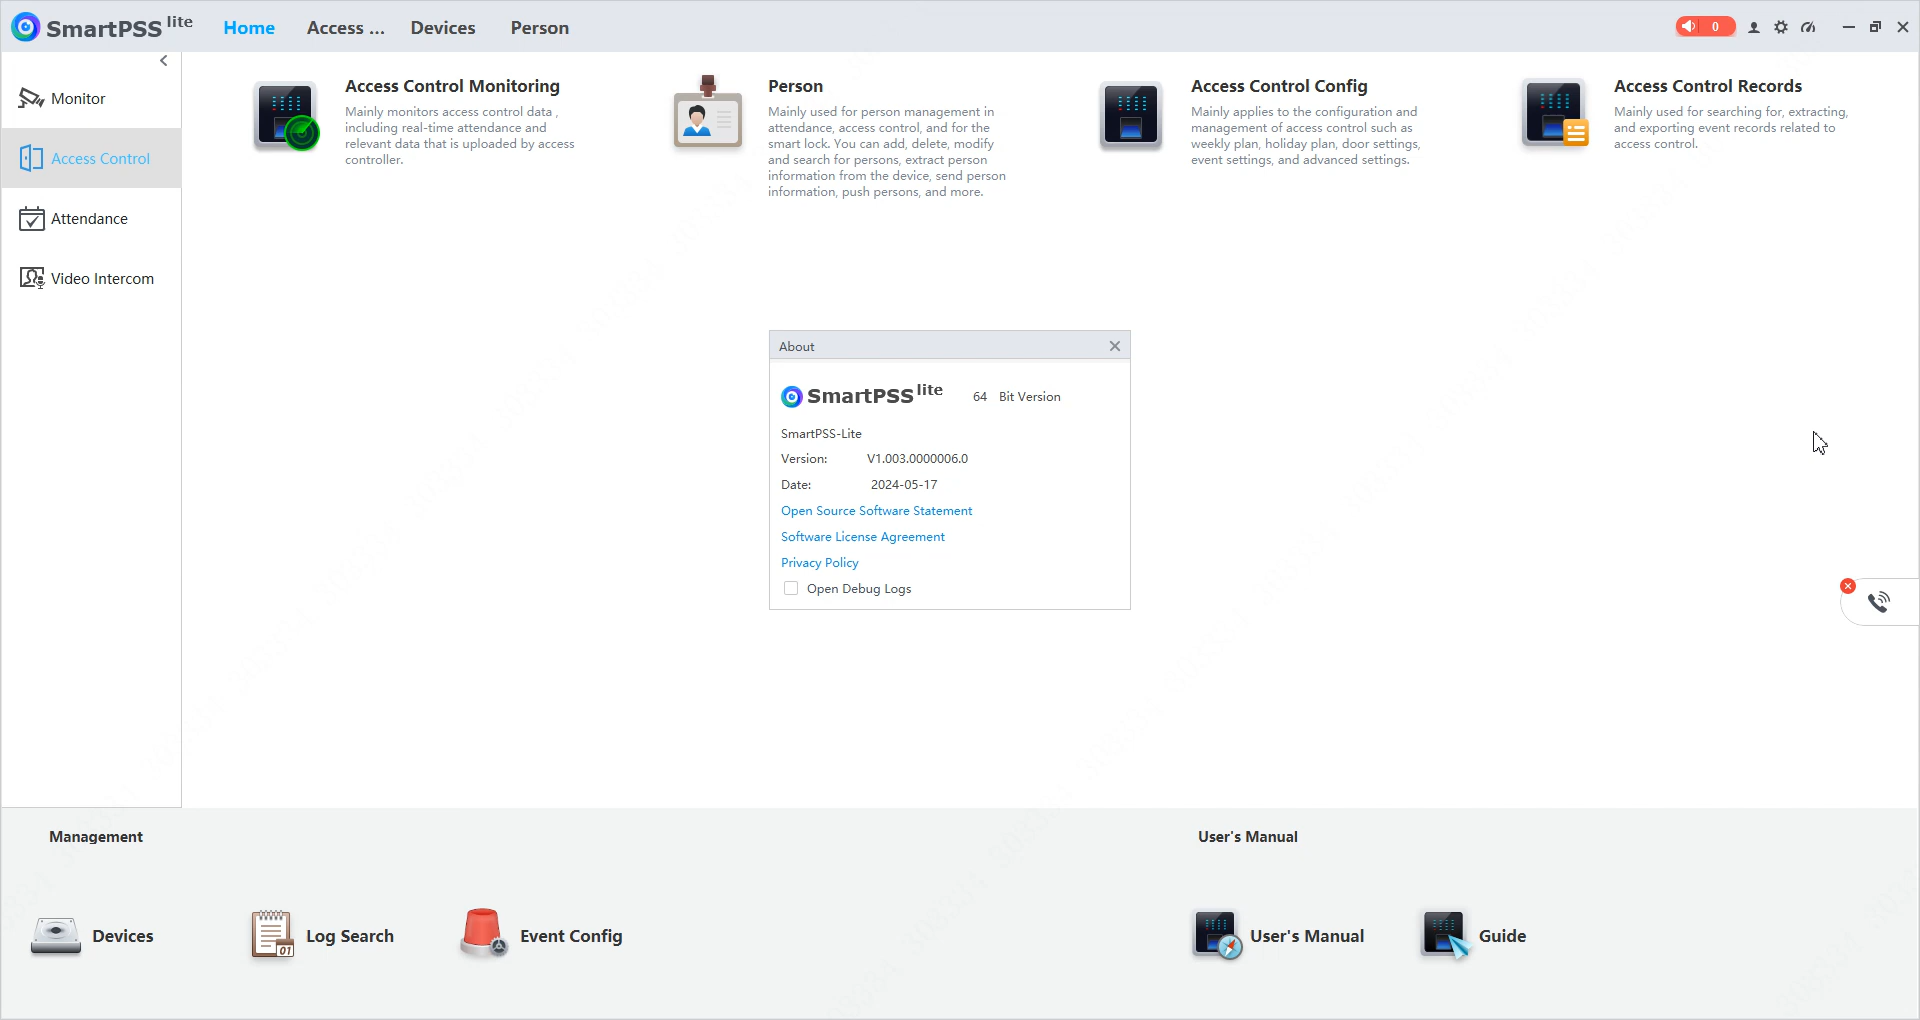 SmartPSS lite
Home
Access ...
Devices
Person
0
Monitor
Access Control
Attendance
Video Intercom
Access Control Monitoring
Mainly monitors access control data ,
including real-time attendance and
relevant data that is uploaded by access
controller.
Person
Mainly used for person management in
attendance, access control, and for the
smart lock. You can add, delete, modify
and search for persons, extract person
information from the device, send person
information, push persons, and more.
Access Control Config
Mainly applies to the configuration and
management of access control such as
weekly plan, holiday plan, door settings,
event settings, and advanced settings.
Access Control Records
Mainly used for searching for, extracting,
and exporting event records related to
access control.
About
SmartPSS lite 64 Bit Version
SmartPSS-Lite
Version: V1.003.0000006.0
Date: 2024-05-17
Open Source Software Statement
Software License Agreement
Privacy Policy
Open Debug Logs
Management
Devices
01
Log Search
Event Config
User's Manual
User's Manual
Guide